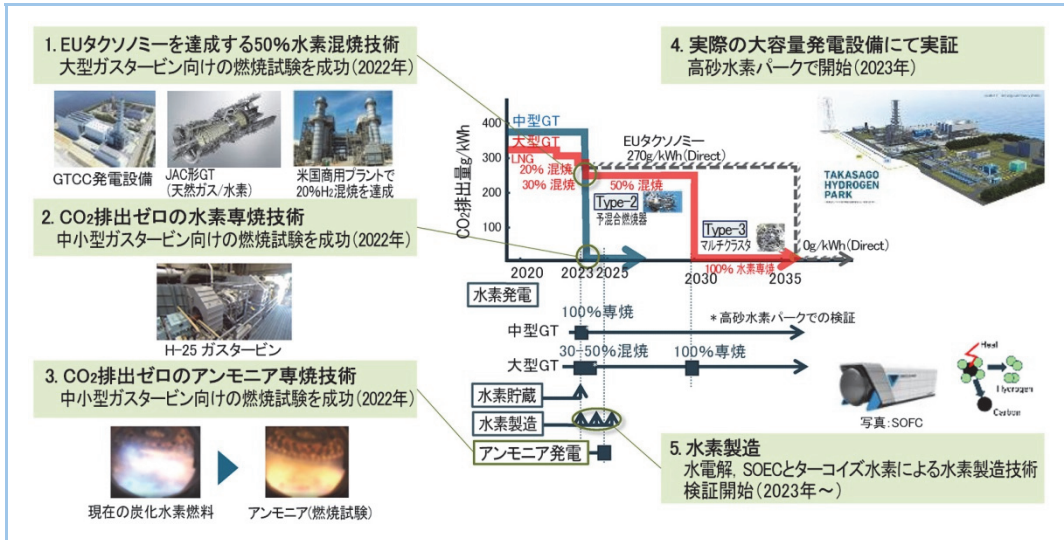 1. EUタクソノミーを達成する50%水素混焼技術
大型ガスタービン向けの燃焼試験を成功(2022年)
GTCC発電設備
JAC形GT
(天然ガス/水素)
米国商用プラントで
20%H₂混焼を達成
2. CO₂排出ゼロの水素専焼技術
中小型ガスタービン向けの燃焼試験を成功(2022年)
H-25 ガスタービン
3. CO₂排出ゼロのアンモニア専焼技術
中小型ガスタービン向けの燃焼試験を成功(2022年)
現在の炭化水素燃料
アンモニア(燃焼試験)
4. 実際の大容量発電設備にて実証
高砂水素パークで開始(2023年)
TAKASAGO
HYDROGEN
PARK
CO₂排出量g/kWh
400
300
200
100
中型GT
大型GT
LNG
20% 混焼
30% 混焼
EUタクソノミー
270g/kWh(Direct)
50% 混焼
Type-2
予混合燃焼器
Type-3
マルチクラスタ
0g/kWh(Direct)
100% 水素専焼
2020
2023
2025
2030
2035
水素発電
100%専焼
*高砂水素パークでの検証
中型GT
30-50%混焼
100%専焼
大型GT
水素貯蔵
水素製造
アンモニア発電
Heat
Hydrogen
Carbon
写真:SOFC
5. 水素製造
水電解, SOECとターコイズ水素による水素製造技術
検証開始(2023年~)